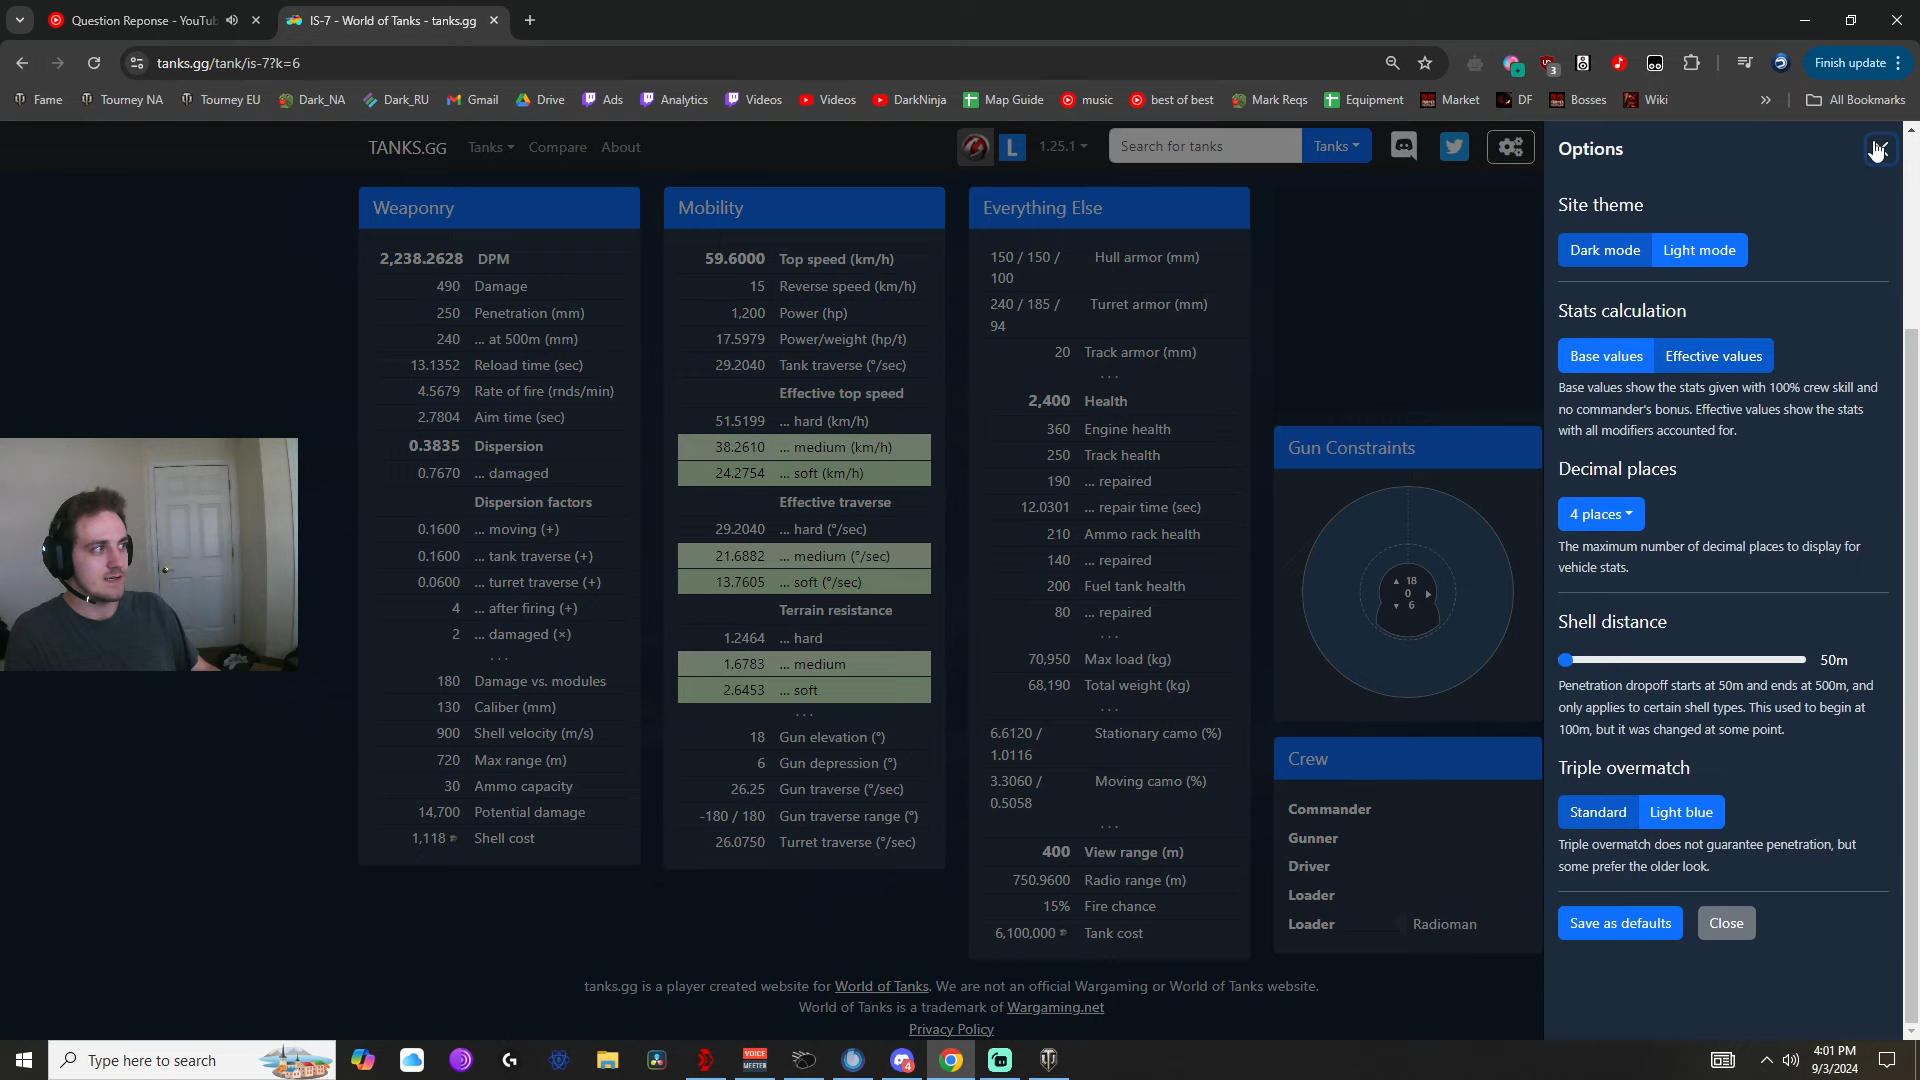 Question Reponse - YouTub
IS-7 - World of Tanks - tanks.gg
tanks.gg/tank/is-7?k=6
3
Finish update
Fame
Tourney NA
Tourney EU
Dark_NA
Dark_RU
Gmail
Drive
Ads
Analytics
Videos
Videos
DarkNinja
Map Guide
music
best of best
Mark Reqs
Equipment
Market
DF
Bosses
Wiki
All Bookmarks
TANKS.GG
Tanks
Compare
About
L
1.25.1
Search for tanks
Tanks
Weaponry
2,238.2628 DPM
490 Damage
250 Penetration (mm)
240 ... at 500m (mm)
13.1352 Reload time (sec)
4.5679 Rate of fire (rnds/min)
2.7804 Aim time (sec)
0.3835 Dispersion
0.7670 ... damaged
Dispersion factors
0.1600 ... moving (+)
0.1600 ... tank traverse (+)
0.0600 ... turret traverse (+)
4 ... after firing (+)
2 ... damaged (×)
...
180 Damage vs. modules
130 Caliber (mm)
900 Shell velocity (m/s)
720 Max range (m)
30 Ammo capacity
14,700 Potential damage
1,118 Shell cost
Mobility
59.6000 Top speed (km/h)
15 Reverse speed (km/h)
1,200 Power (hp)
17.5979 Power/weight (hp/t)
29.2040 Tank traverse (°/sec)
Effective top speed
51.5199 ... hard (km/h)
38.2610 ... medium (km/h)
24.2754 ... soft (km/h)
Effective traverse
29.2040 ... hard (°/sec)
21.6882 ... medium (°/sec)
13.7605 ... soft (°/sec)
Terrain resistance
1.2464 ... hard
1.6783 ... medium
2.6453 ... soft
...
18 Gun elevation (°)
6 Gun depression (°)
26.25 Gun traverse (°/sec)
-180 / 180 Gun traverse range (°)
26.0750 Turret traverse (°/sec)
Everything Else
150 / 150 / Hull armor (mm)
100
240 / 185 / Turret armor (mm)
94
20 Track armor (mm)
...
2,400 Health
360 Engine health
250 Track health
190 ... repaired
12.0301 ... repair time (sec)
210 Ammo rack health
140 ... repaired
200 Fuel tank health
80 ... repaired
...
70,950 Max load (kg)
68,190 Total weight (kg)
...
6.6120 / Stationary camo (%)
1.0116
3.3060 / Moving camo (%)
0.5058
...
400 View range (m)
750.9600 Radio range (m)
15% Fire chance
6,100,000 Tank cost
Gun Constraints
18
0
6
Crew
Commander
Gunner
Driver
Loader
Loader Radioman
tanks.gg is a player created website for World of Tanks. We are not an official Wargaming or World of Tanks website.
World of Tanks is a trademark of Wargaming.net
Privacy Policy
Options
Site theme
Dark mode Light mode
Stats calculation
Base values Effective values
Base values show the stats given with 100% crew skill and
no commander's bonus. Effective values show the stats
with all modifiers accounted for.
Decimal places
4 places
The maximum number of decimal places to display for
vehicle stats.
Shell distance
50m
Penetration dropoff starts at 50m and ends at 500m, and
only applies to certain shell types. This used to begin at
100m, but it was changed at some point.
Triple overmatch
Standard Light blue
Triple overmatch does not guarantee penetration, but
some prefer the older look.
Save as defaults Close
Type here to search
VOICE
MEETER
4
4:01 PM
9/3/2024